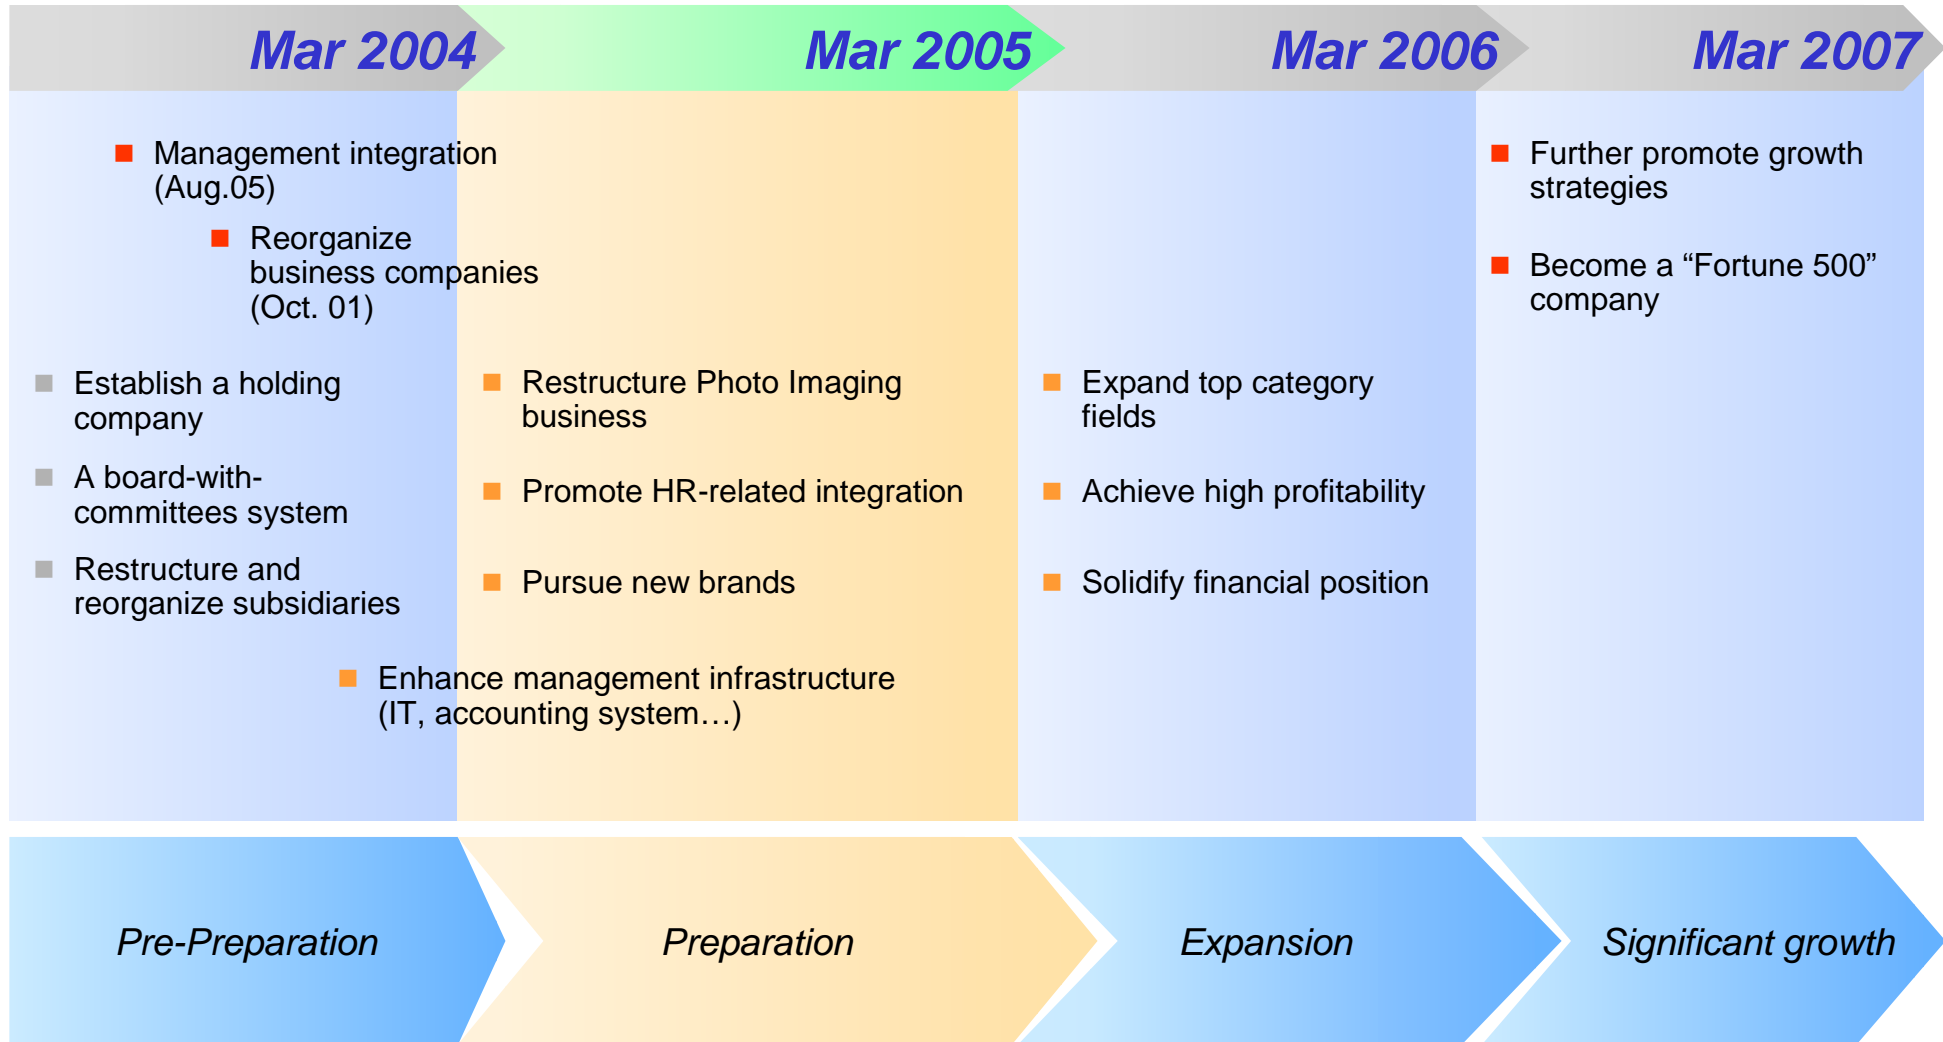 Mar 2004
Mar 2005
Mar 2006
Mar 2007
Management integration
(Aug.05)
Reorganize
business companies
(Oct. 01)
Establish a holding
company
A board-with-
committees system
Restructure and
reorganize subsidiaries
Restructure Photo Imaging
business
Promote HR-related integration
Pursue new brands
Enhance management infrastructure
(IT, accounting system…)
Expand top category
fields
Achieve high profitability
Solidify financial position
Further promote growth
strategies
Become a “Fortune 500”
company
Pre-Preparation
Preparation
Expansion
Significant growth